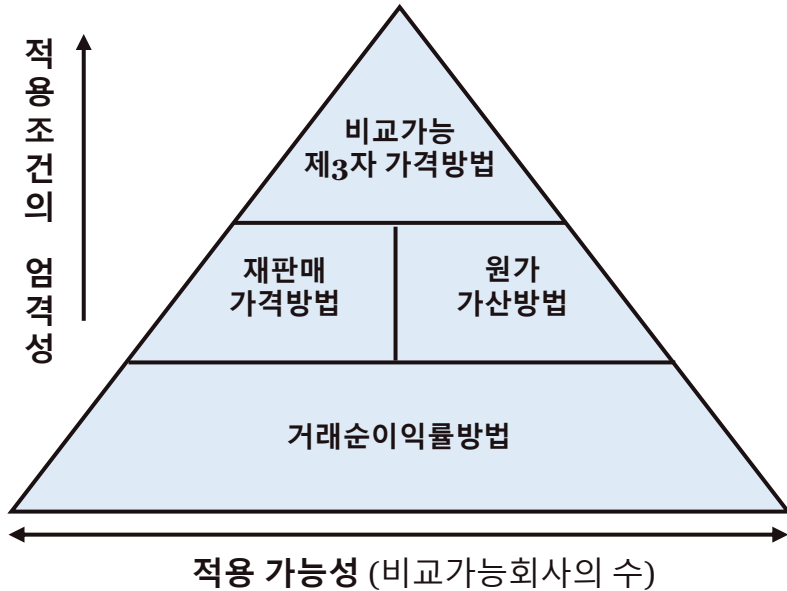 적용조건의 엄격성
비교가능
제3자 가격방법
재판매
가격방법
원가
가산방법
거래순이익률방법
적용 가능성 (비교가능회사의 수)